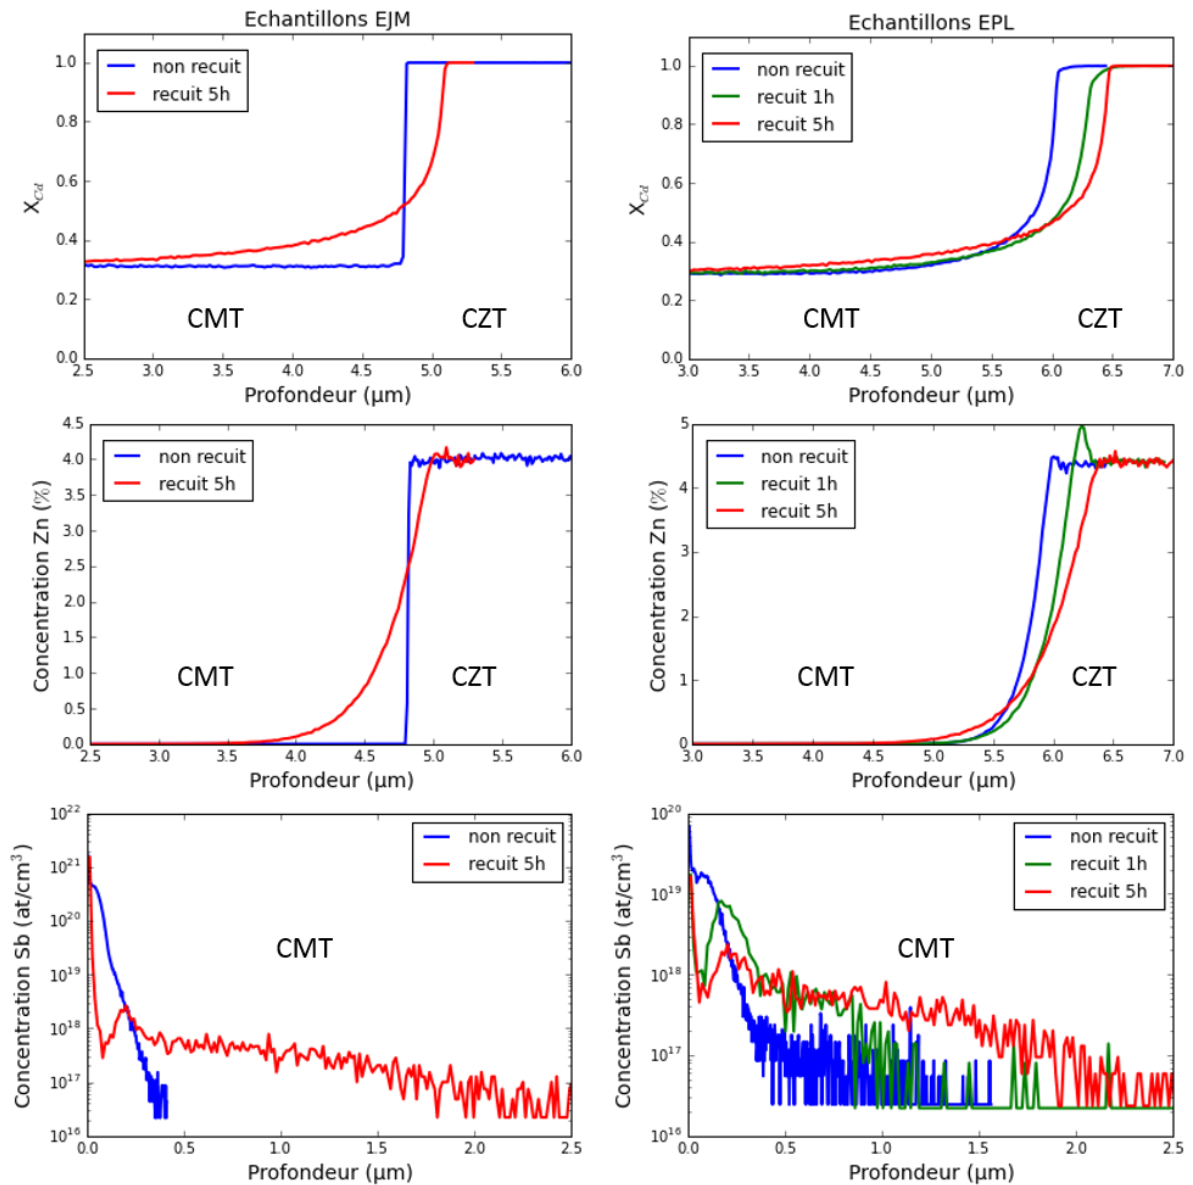 Echantillons EJM
non recuit
recuit 5h
X_Cd
1.0
0.8
0.6
0.4
0.2
0.0
CMT
CZT
2.5 3.0 3.5 4.0 4.5 5.0 5.5 6.0
Profondeur (μm)
Echantillons EPL
non recuit
recuit 1h
recuit 5h
X_Cd
1.0
0.8
0.6
0.4
0.2
0.0
CMT
CZT
3.0 3.5 4.0 4.5 5.0 5.5 6.0 6.5 7.0
Profondeur (μm)
non recuit
recuit 5h
Concentration Zn (%)
4.5
4.0
3.5
3.0
2.5
2.0
1.5
1.0
0.5
0.0
CMT
CZT
2.5 3.0 3.5 4.0 4.5 5.0 5.5 6.0
Profondeur (μm)
non recuit
recuit 1h
recuit 5h
Concentration Zn (%)
5
4
3
2
1
0
CMT
CZT
3.0 3.5 4.0 4.5 5.0 5.5 6.0 6.5 7.0
Profondeur (μm)
non recuit
recuit 5h
Concentration Sb (at/cm³)
10²²
10²¹
10²⁰
10¹⁹
10¹⁸
10¹⁷
10¹⁶
CMT
0.0 0.5 1.0 1.5 2.0 2.5
Profondeur (μm)
non recuit
recuit 1h
recuit 5h
Concentration Sb (at/cm³)
10²⁰
10¹⁹
10¹⁸
10¹⁷
10¹⁶
CMT
0.0 0.5 1.0 1.5 2.0 2.5
Profondeur (μm)